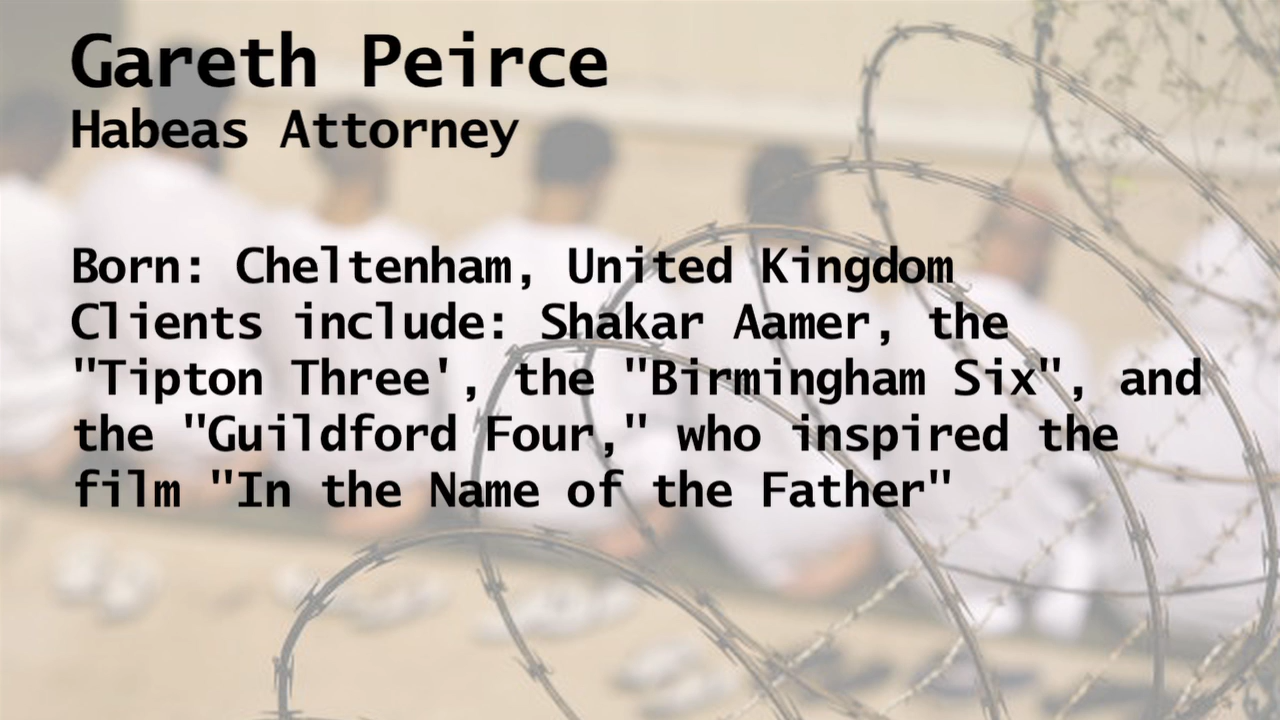 Gareth Peirce
Habeas Attorney
Born: Cheltenham, United Kingdom
Clients include: Shakar Aamer, the
"Tipton Three', the "Birmingham Six", and
the "Guildford Four," who inspired the
film "In the Name of the Father"